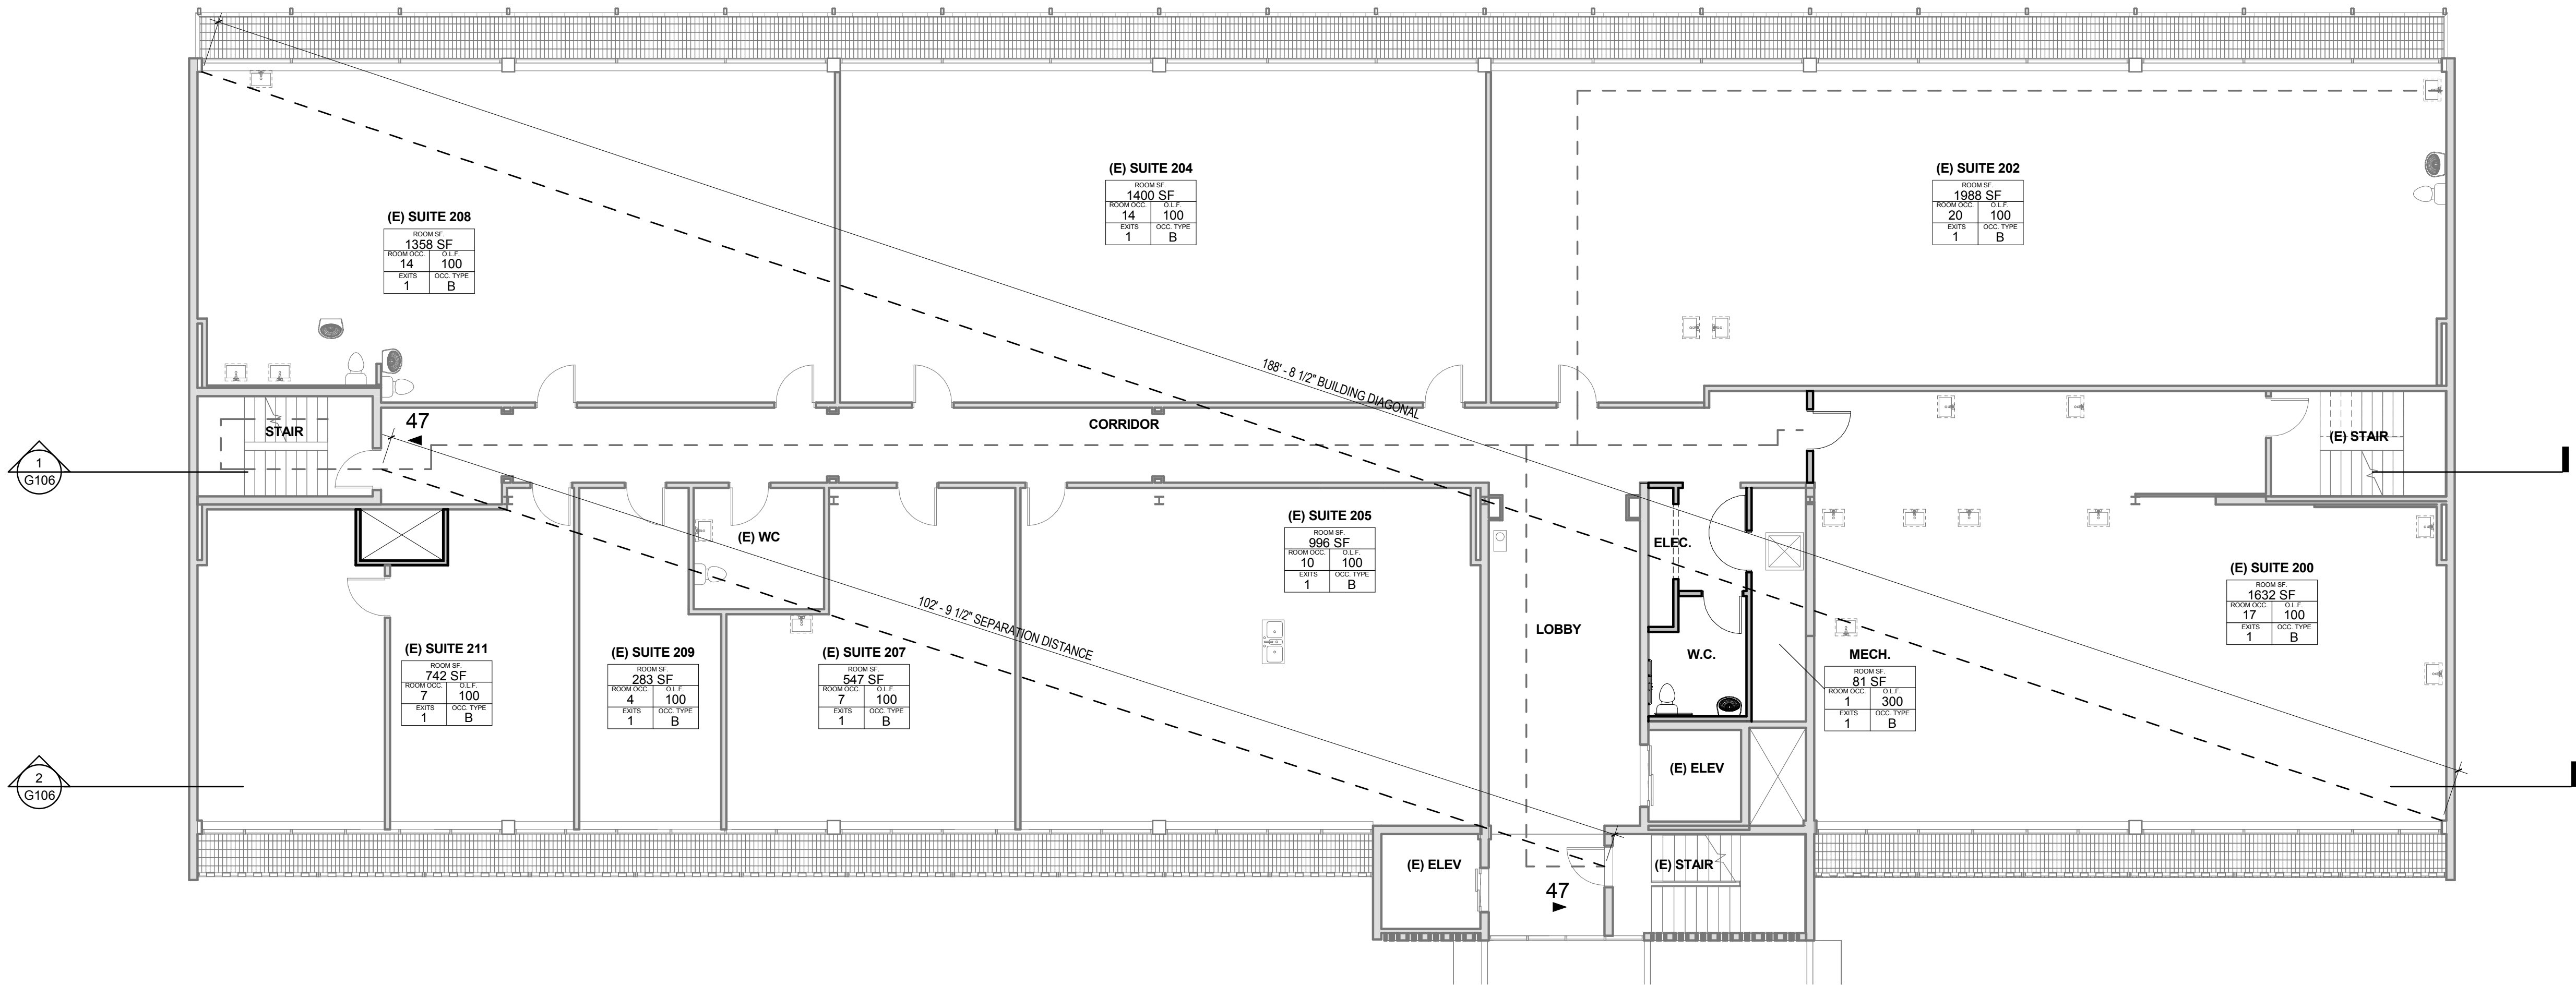 (E) SUITE 204
ROOM SF.
1400 SF
ROOM OCC. O.L.F.
14 100
EXITS OCC. TYPE
1 B
(E) SUITE 202
ROOM SF.
1988 SF
ROOM OCC. O.L.F.
20 100
EXITS OCC. TYPE
1 B
(E) SUITE 208
ROOM SF.
1358 SF
ROOM OCC. O.L.F.
14 100
EXITS OCC. TYPE
1 B
188' - 8 1/2" BUILDING DIAGONAL
47
CORRIDOR
STAIR
(E) STAIR
1
G106
(E) SUITE 205
ROOM SF.
996 SF
ROOM OCC. O.L.F.
10 100
EXITS OCC. TYPE
1 B
(E) WC
ELEC.
(E) SUITE 200
ROOM SF.
1632 SF
ROOM OCC. O.L.F.
17 100
EXITS OCC. TYPE
1 B
102' - 9 1/2" SEPARATION DISTANCE
LOBBY
(E) SUITE 211
ROOM SF.
742 SF
ROOM OCC. O.L.F.
7 100
EXITS OCC. TYPE
1 B
(E) SUITE 209
ROOM SF.
283 SF
ROOM OCC. O.L.F.
4 100
EXITS OCC. TYPE
1 B
(E) SUITE 207
ROOM SF.
547 SF
ROOM OCC. O.L.F.
7 100
EXITS OCC. TYPE
1 B
W.C.
MECH.
ROOM SF.
81 SF
ROOM OCC. O.L.F.
1 300
EXITS OCC. TYPE
1 B
2
G106
(E) ELEV
(E) ELEV
(E) STAIR
47